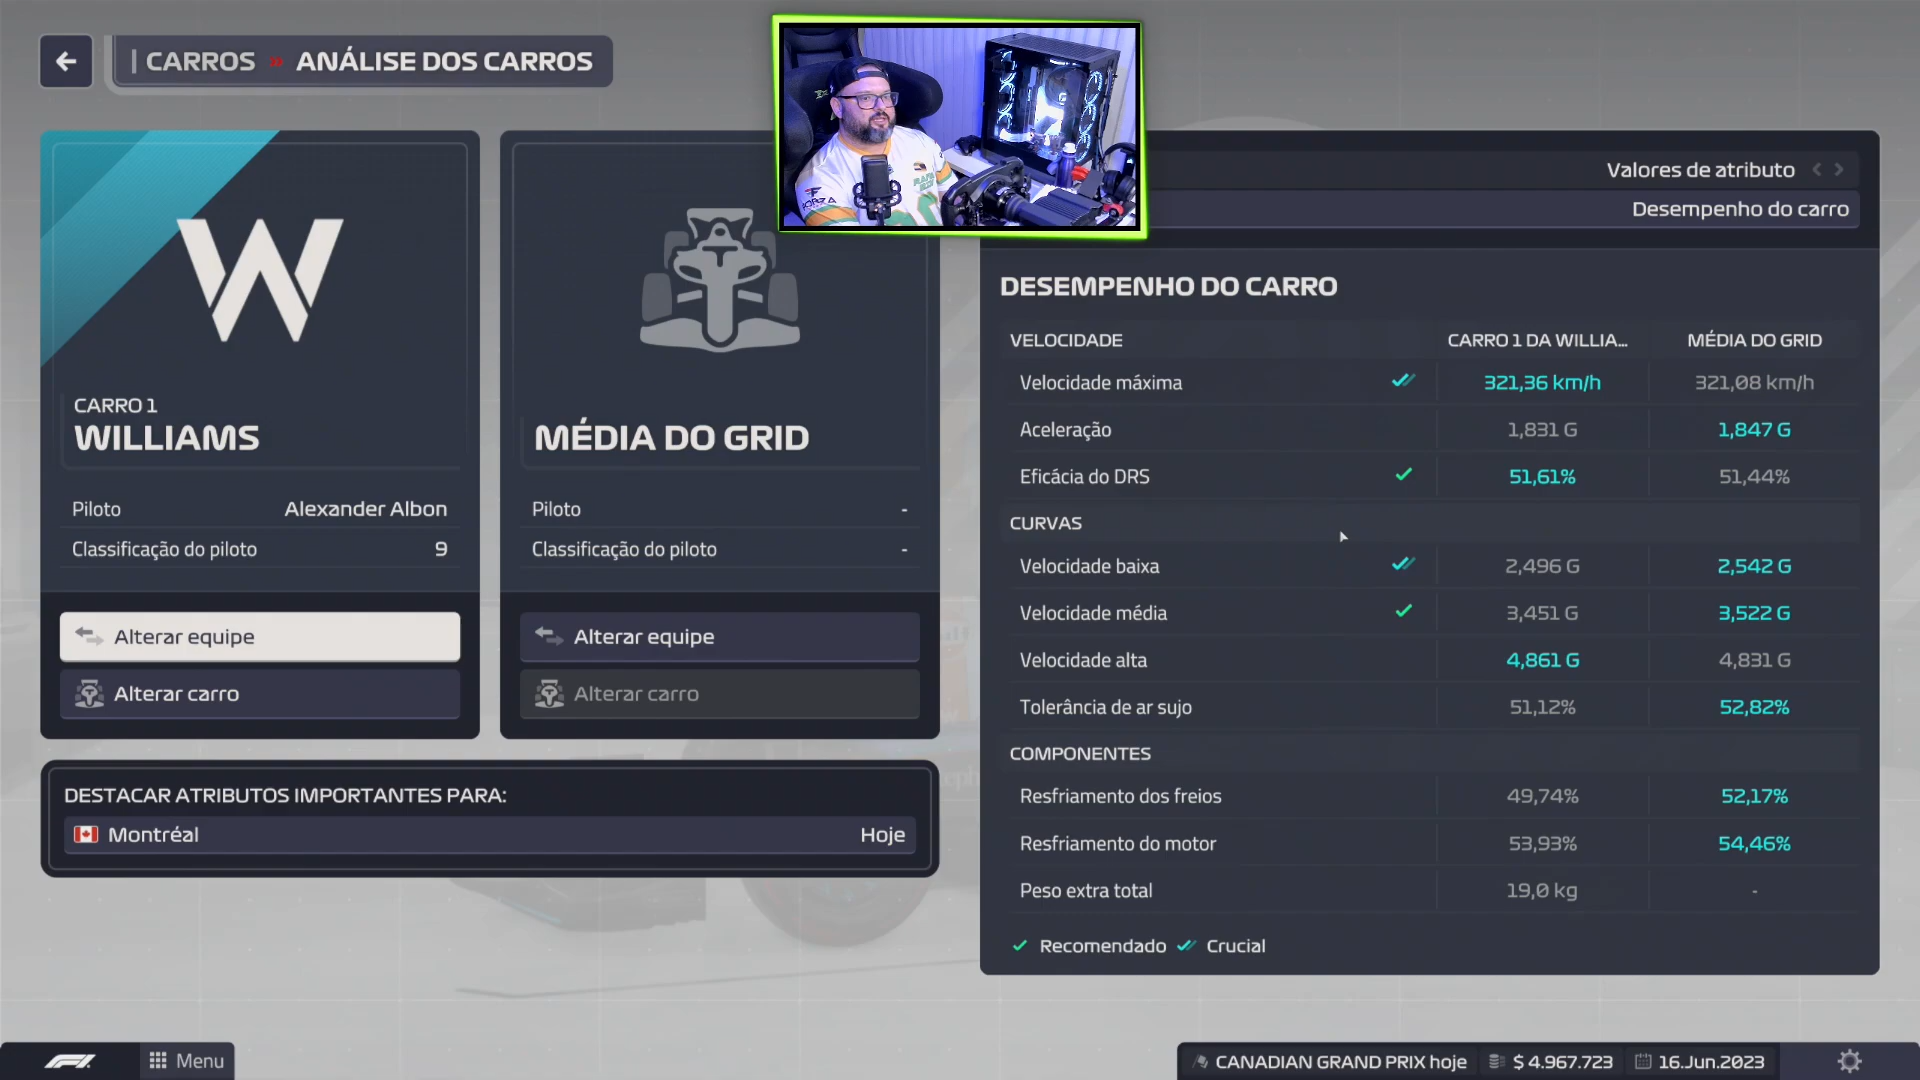 CARROS » ANÁLISE DOS CARROS
W
CARRO 1
WILLIAMS
Piloto Alexander Albon
Classificação do piloto 9
Alterar equipe
Alterar carro
MÉDIA DO GRID
Piloto -
Classificação do piloto -
Alterar equipe
Alterar carro
DESTACAR ATRIBUTOS IMPORTANTES PARA:
Montréal Hoje
Valores de atributo
Desempenho do carro
DESEMPENHO DO CARRO
VELOCIDADE CARRO 1 DA WILLIA... MÉDIA DO GRID
Velocidade máxima 321,36 km/h 321,08 km/h
Aceleração 1,831 G 1,847 G
Eficácia do DRS 51,61% 51,44%
CURVAS
Velocidade baixa 2,496 G 2,542 G
Velocidade média 3,451 G 3,522 G
Velocidade alta 4,861 G 4,831 G
Tolerância de ar sujo 51,12% 52,82%
COMPONENTES
Resfriamento dos freios 49,74% 52,17%
Resfriamento do motor 53,93% 54,46%
Peso extra total 19,0 kg -
Recomendado Crucial
F1 Menu
CANADIAN GRAND PRIX hoje $ 4.967.723 16.Jun.2023